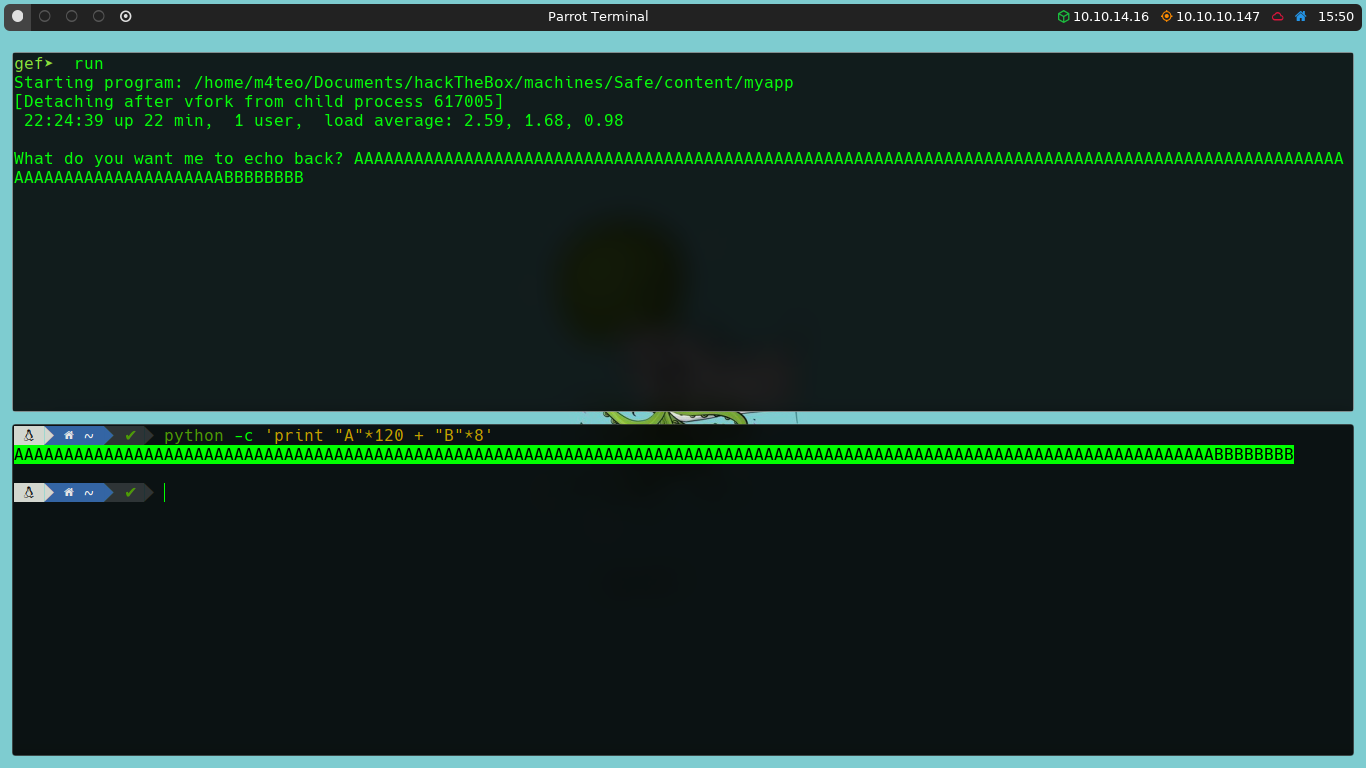 Parrot Terminal
10.10.14.16 10.10.10.147 15:50
gef➤ run
Starting program: /home/m4teo/Documents/hackTheBox/machines/Safe/content/myapp
[Detaching after vfork from child process 617005]
22:24:39 up 22 min, 1 user, load average: 2.59, 1.68, 0.98
What do you want me to echo back? AAAAAAAAAAAAAAAAAAAAAAAAAAAAAAAAAAAAAAAAAAAAAAAAAAAAAAAAAAAAAAAAAAAAAAAAAAAAAAAAAAAAAAAAAAAAAAAAAAA
AAAAAAAAAAAAAAAAAAAAABBBBBBBB
~ ✔ python -c 'print "A"*120 + "B"*8'
AAAAAAAAAAAAAAAAAAAAAAAAAAAAAAAAAAAAAAAAAAAAAAAAAAAAAAAAAAAAAAAAAAAAAAAAAAAAAAAAAAAAAAAAAAAAAAAAAAAAAAAAAAAAAAAAAAAAAAAABBBBBBBB
~ ✔